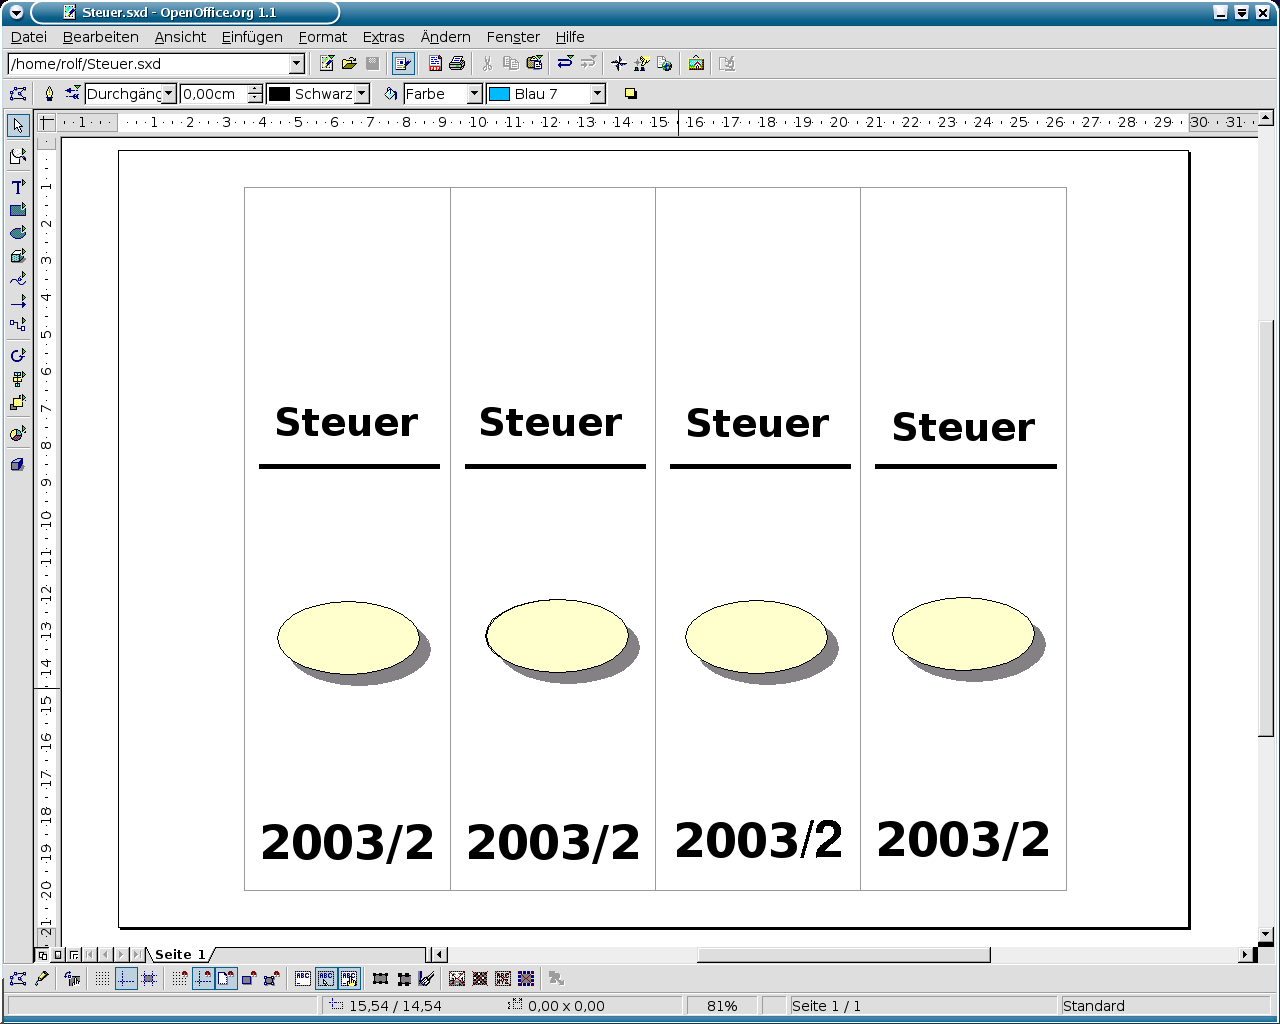 Steuer.sxd - OpenOffice.org 1.1
Datei Bearbeiten Ansicht Einfügen Format Extras Ändern Fenster Hilfe
/home/rolf/Steuer.sxd
Durchgäng 0,00cm Schwarz Farbe Blau 7
1 1 2 3 4 5 6 7 8 9 10 11 12 13 14 15 16 17 18 19 20 21 22 23 24 25 26 27 28 29 30 31
1
2
3
4
5
6
7
8
9
10
11
12
13
14
15
16
17
18
19
20
21
Steuer Steuer Steuer Steuer
2003/2 2003/2 2003/2 2003/2
Seite 1
15,54 / 14,54 0,00 x 0,00 81% Seite 1 / 1 Standard